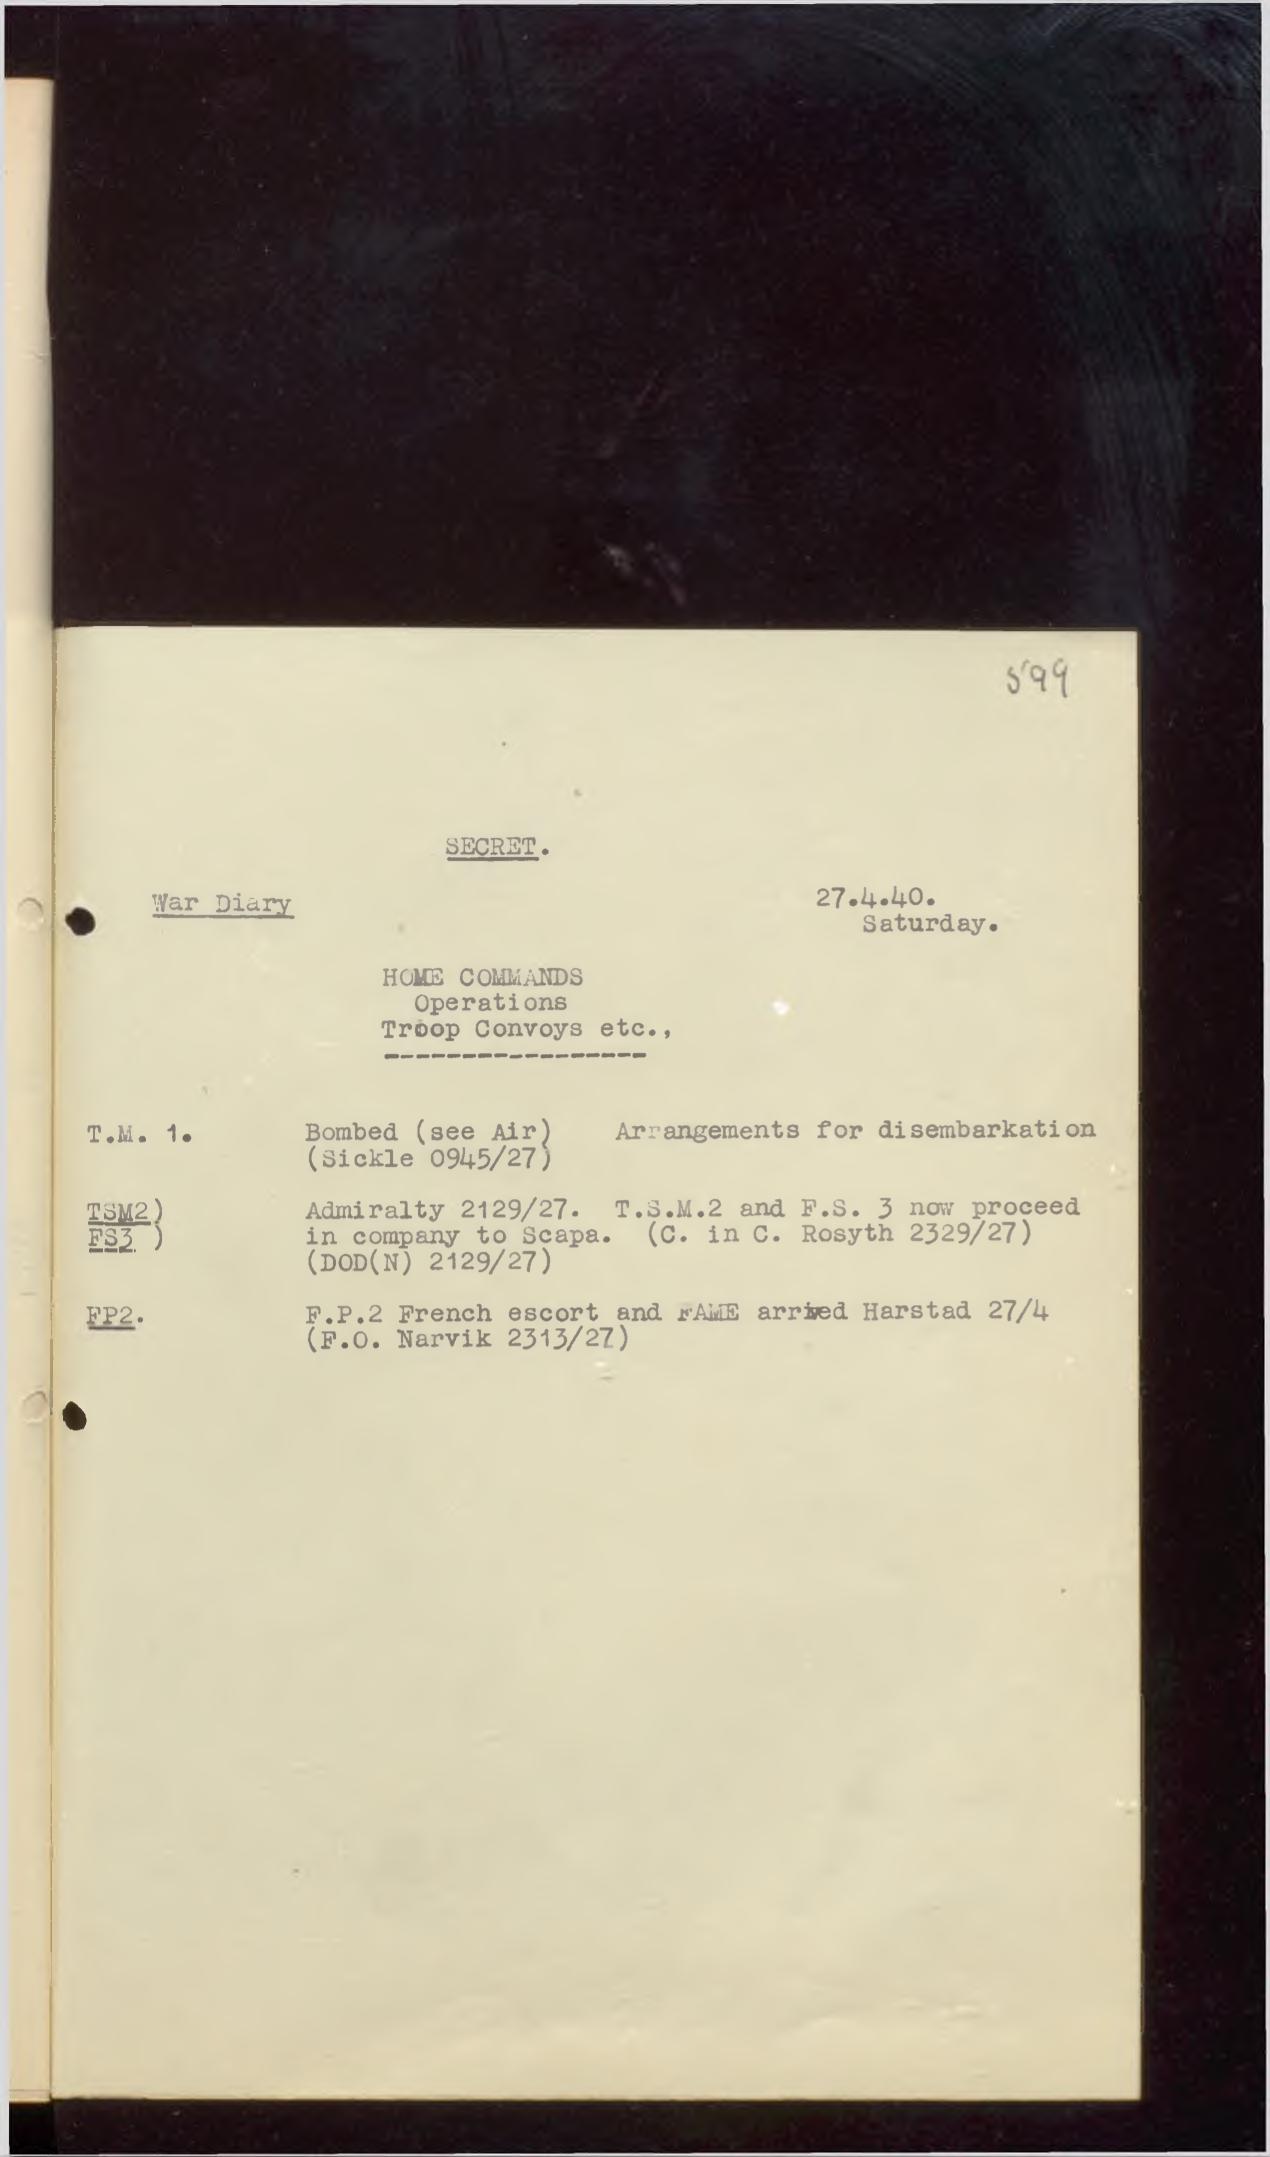 599
SECRET.
War Diary
27.4.40.
Saturday.
HOME COMMANDS
Operations
Troop Convoys etc.,
-----------------
T.M. 1. Bombed (see Air) Arrangements for disembarkation
(Sickle 0945/27)
TSM2) Admiralty 2129/27. T.S.M.2 and F.S. 3 now proceed
FS3 ) in company to Scapa. (C. in C. Rosyth 2329/27)
(DOD(N) 2129/27)
FP2. F.P.2 French escort and FAME arrived Harstad 27/4
(F.O. Narvik 2313/27)